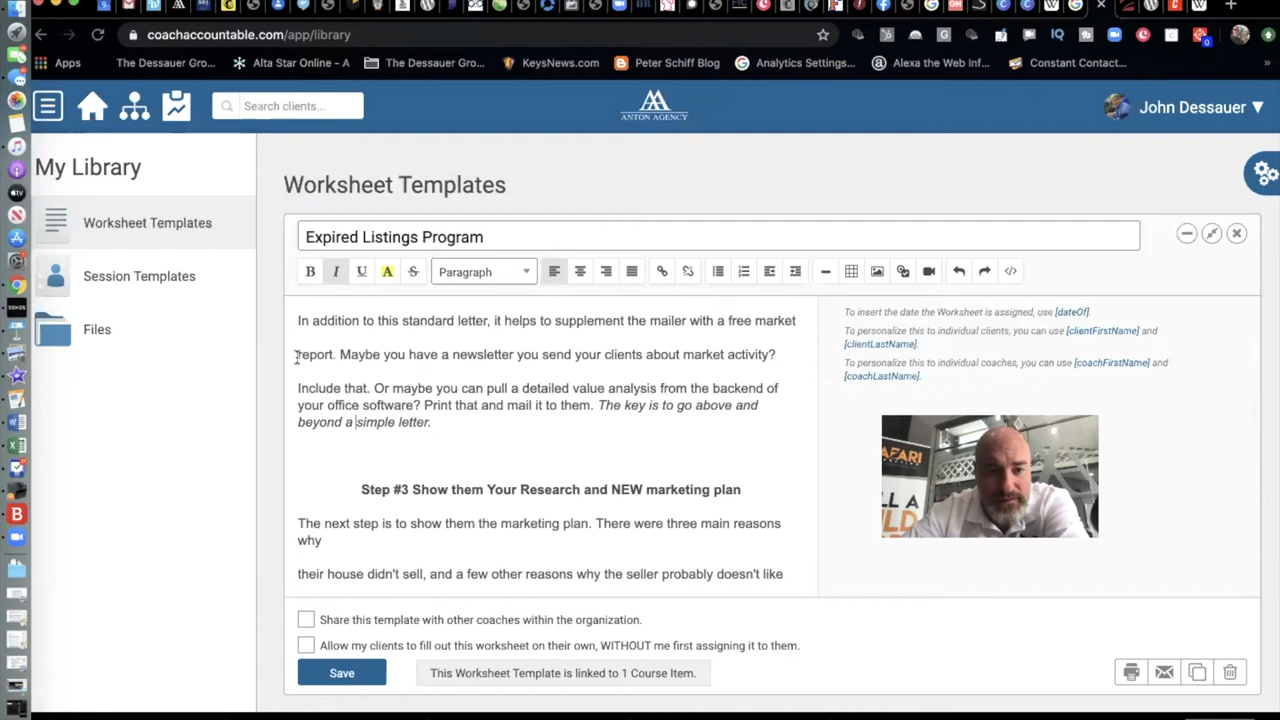 coachaccountable.com/app/library
Apps
The Dessauer Gro...
Alta Star Online - A
The Dessauer Gro...
KeysNews.com
Peter Schiff Blog
Analytics Settings...
Alexa the Web Inf...
Constant Contact...
»
Search clients...
ANTON AGENCY
John Dessauer ▼
My Library
Worksheet Templates
Session Templates
Files
Worksheet Templates
Expired Listings Program
B I U A S Paragraph
In addition to this standard letter, it helps to supplement the mailer with a free market
report. Maybe you have a newsletter you send your clients about market activity?
Include that. Or maybe you can pull a detailed value analysis from the backend of
your office software? Print that and mail it to them. The key is to go above and
beyond a simple letter.
Step #3 Show them Your Research and NEW marketing plan
The next step is to show them the marketing plan. There were three main reasons
why
their house didn't sell, and a few other reasons why the seller probably doesn't like
To insert the date the Worksheet is assigned, use [dateOf].
To personalize this to individual clients, you can use [clientFirstName] and
[clientLastName].
To personalize this to individual coaches, you can use [coachFirstName] and
[coachLastName].
Share this template with other coaches within the organization.
Allow my clients to fill out this worksheet on their own, WITHOUT me first assigning it to them.
Save
This Worksheet Template is linked to 1 Course Item.